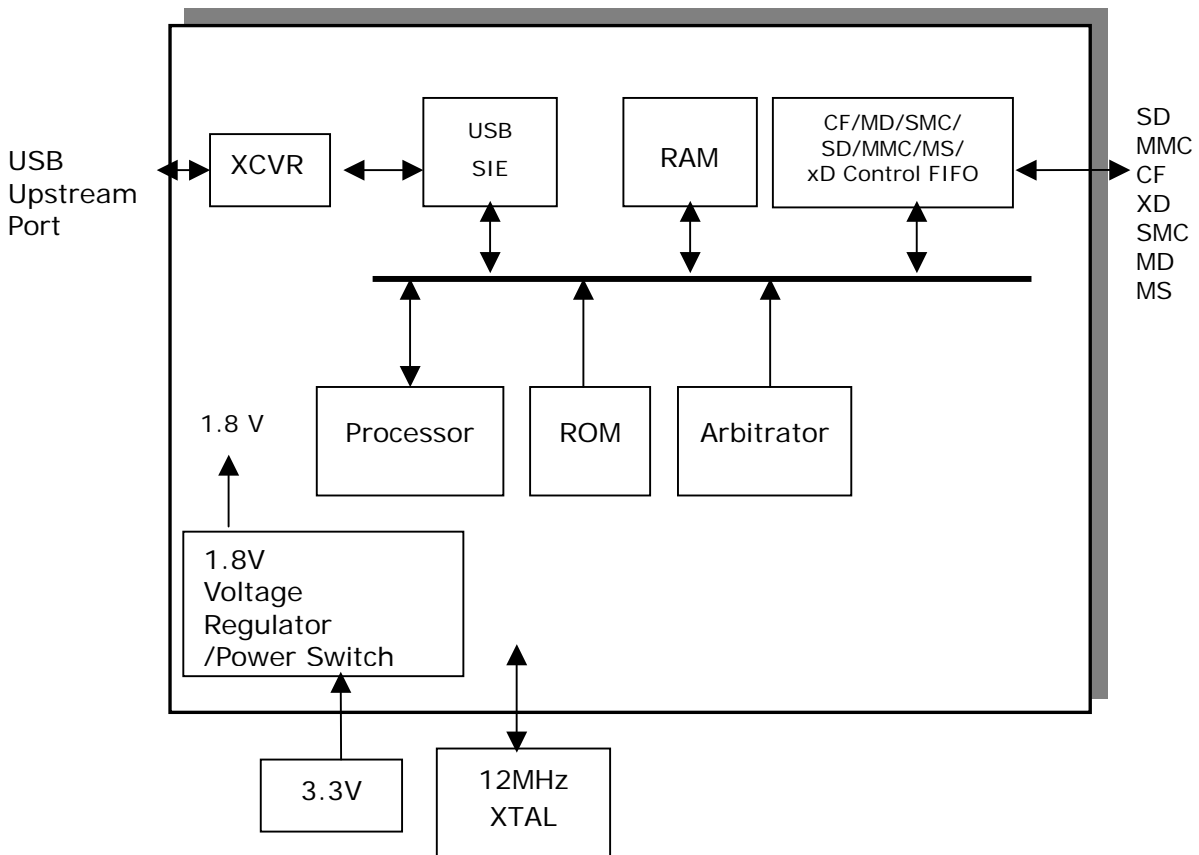 USB
Upstream
Port
XCVR
USB
SIE
RAM
CF/MD/SMC/
SD/MMC/MS/
xD Control FIFO
SD
MMC
CF
XD
SMC
MD
MS
Processor
ROM
Arbitrator
1.8 V
1.8V
Voltage
Regulator
/Power Switch
3.3V
12MHz
XTAL